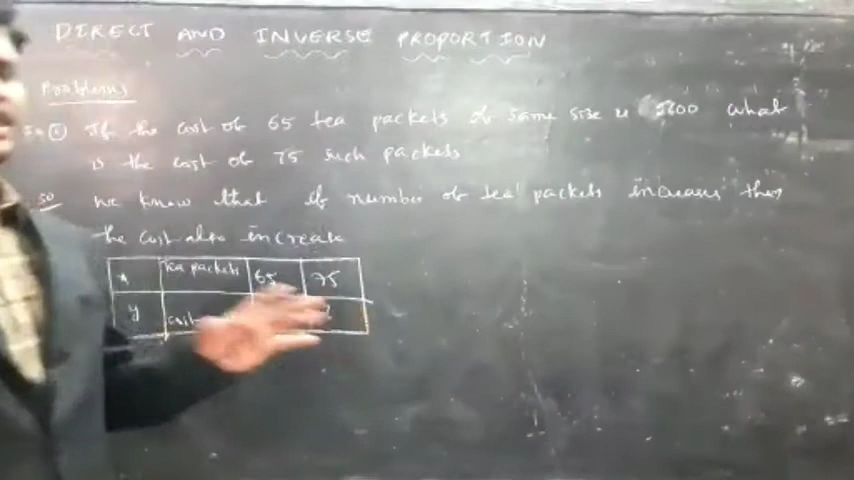 DIRECT AND INVERSE PROPORTION
Problems
① If the cost of 65 tea packets of same size is 2600 what
is the cost of 75 such packets
So we know that if number of tea packets increases then
the cost also increase
x tea packets 65 75
y cost ?